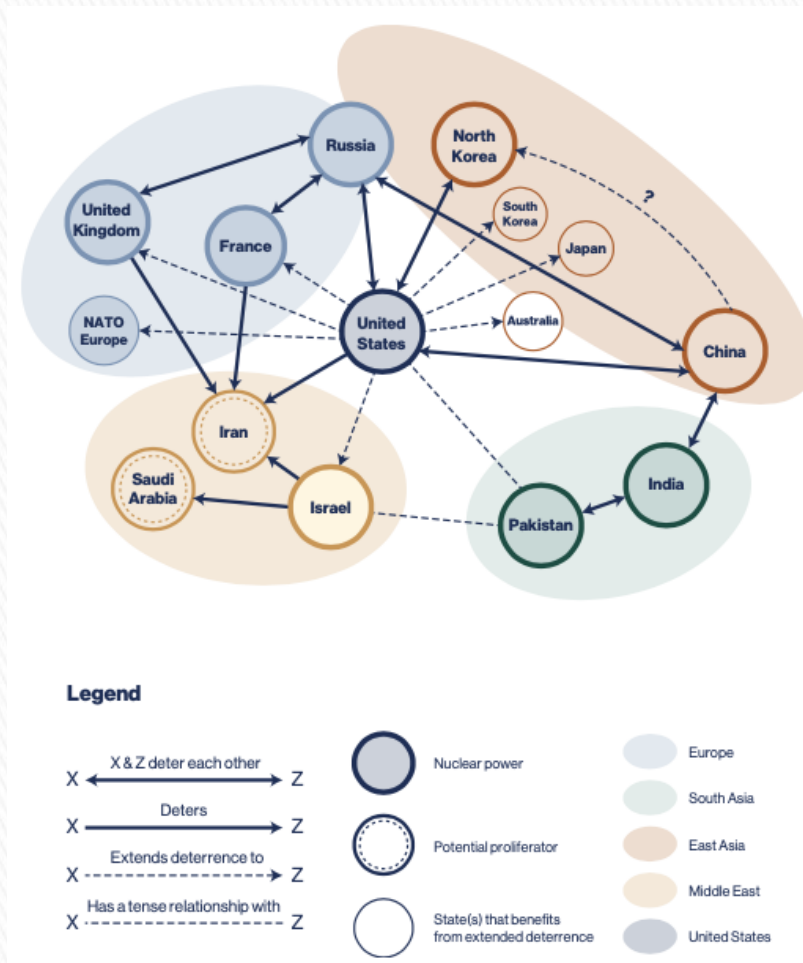 Russia
North
Korea
?
South
Korea
United
Kingdom
France
Japan
NATO
Europe
United
States
Australia
China
Iran
Saudi
Arabia
Israel
India
Pakistan
Legend
X X & Z deter each other Z
X Deters Z
X Extends deterrence to Z
X Has a tense relationship with Z
Nuclear power
Potential proliferator
State(s) that benefits
from extended deterrence
Europe
South Asia
East Asia
Middle East
United States